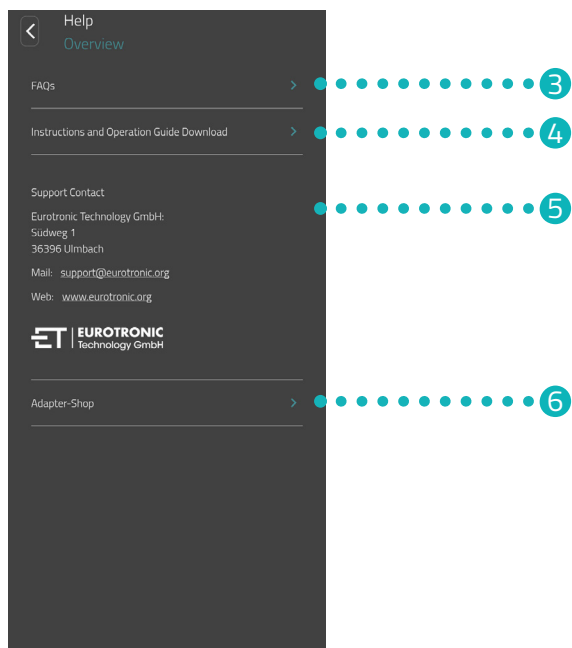 Help
Overview
FAQs
3
Instructions and Operation Guide Download
4
Support Contact
5
Eurotronic Technology GmbH:
Südweg 1
36396 Ulmbach
Mail: support@eurotronic.org
Web: www.eurotronic.org
ET EUROTRONIC
Technology GmbH
Adapter-Shop
6